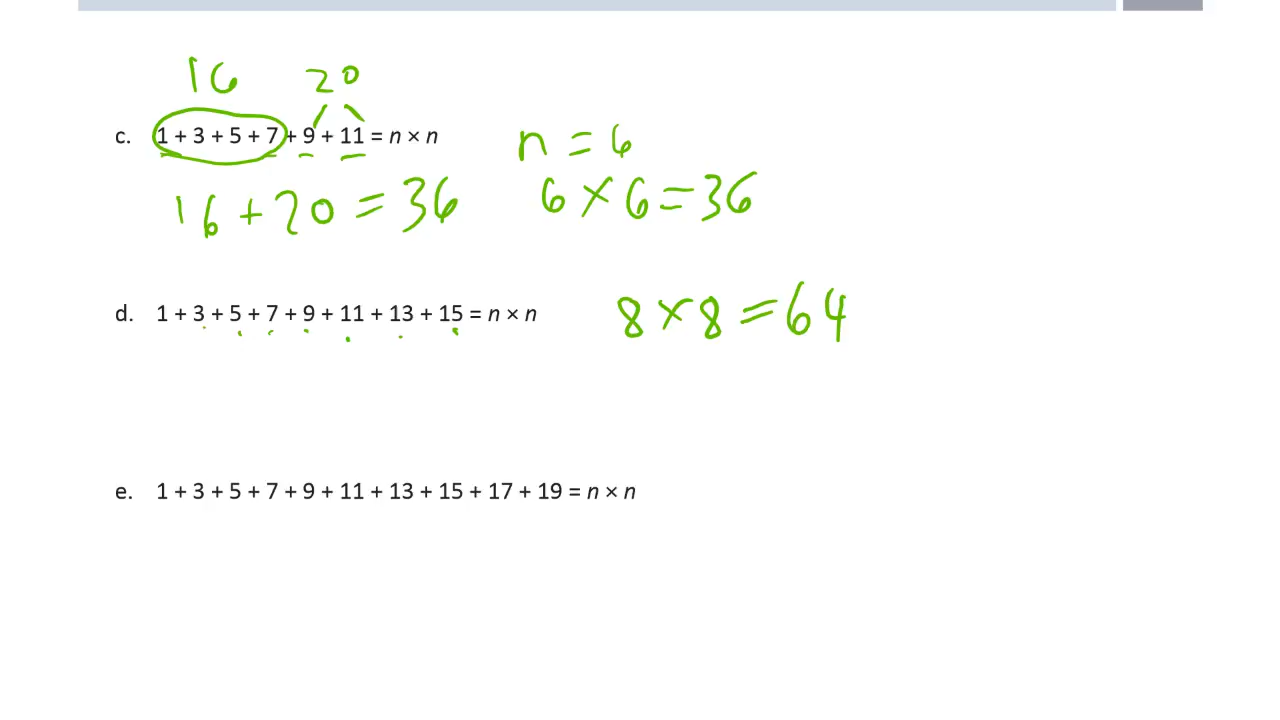 16 20
c. 1 + 3 + 5 + 7 + 9 + 11 = n × n
n = 6
16 + 20 = 36
6 × 6 = 36
d. 1 + 3 + 5 + 7 + 9 + 11 + 13 + 15 = n × n
8 × 8 = 64
e. 1 + 3 + 5 + 7 + 9 + 11 + 13 + 15 + 17 + 19 = n × n